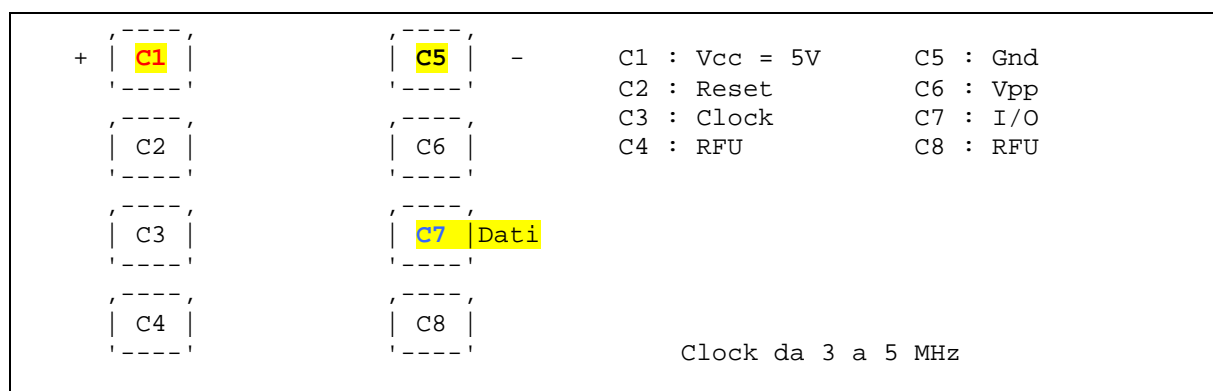 + | C1 | | C5 | - C1 : Vcc = 5V C5 : Gnd
C2 : Reset C6 : Vpp
C3 : Clock C7 : I/O
| C2 | | C6 | C4 : RFU C8 : RFU
| C3 | | C7 |Dati
| C4 | | C8 |
Clock da 3 a 5 MHz